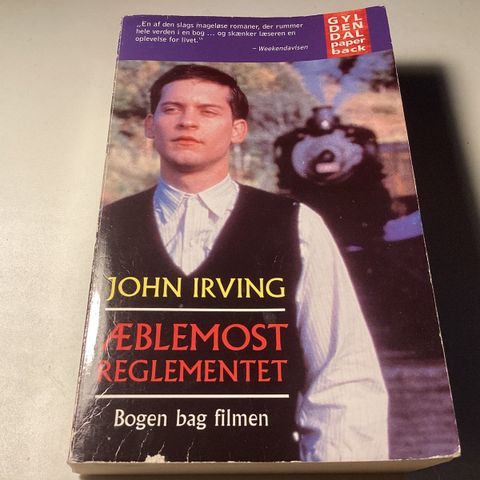 „En af den slags mageløse romaner, der rummer
hele verden i en bog ... og skænker læseren en
oplevelse for livet.“
– Weekendavisen
GYL
DEN
DAL
paper
back
JOHN IRVING
ÆBLEMOST
REGLEMENTET
Bogen bag filmen